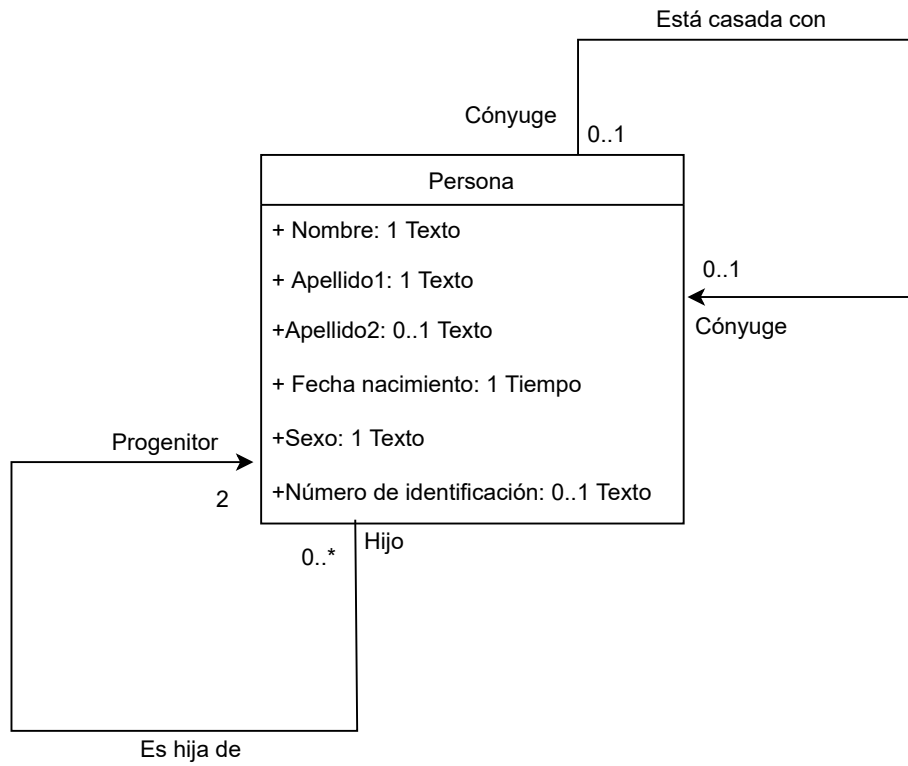 Está casada con
Cónyuge
0..1
Persona
+ Nombre: 1 Texto
+ Apellido1: 1 Texto
+Apellido2: 0..1 Texto
+ Fecha nacimiento: 1 Tiempo
+Sexo: 1 Texto
+Número de identificación: 0..1 Texto
0..1
Cónyuge
Progenitor
2
Hijo
0..*
Es hija de